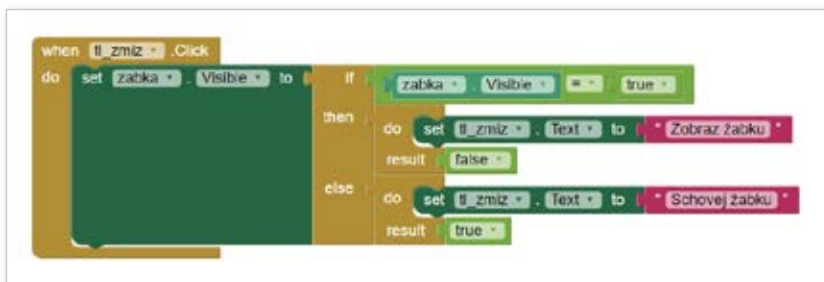 when tl_zmiz .Click
do set zabka . Visible to if zabka . Visible = true
then do set tl_zmiz . Text to " Zobraz žabku "
result false
else do set tl_zmiz . Text to " Schovej žabku "
result true